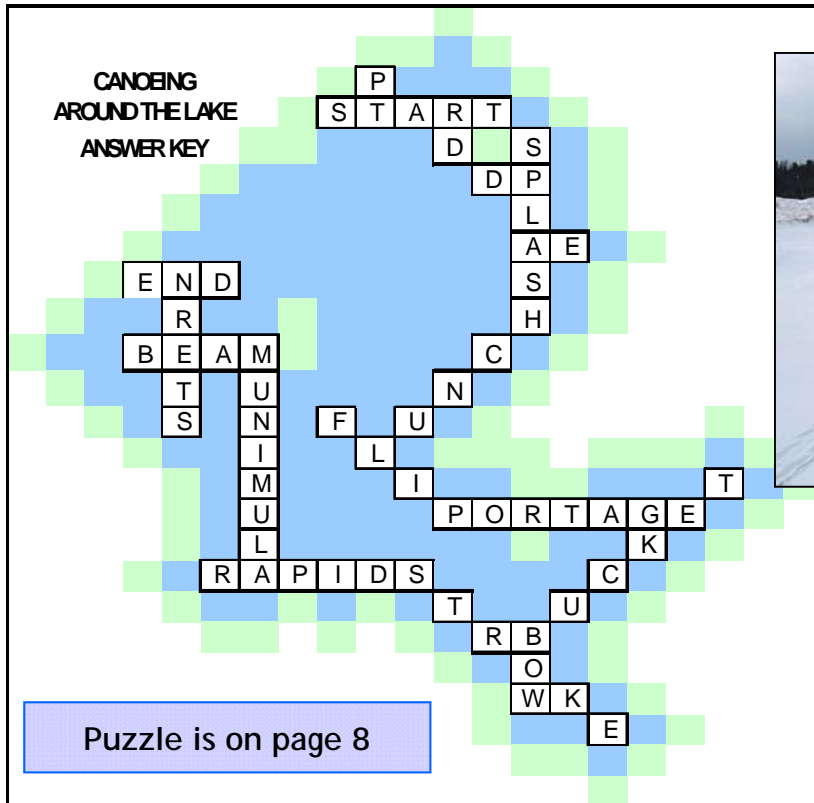 CANOEING
AROUND THE LAKE
ANSWER KEY
P
S T A R T
D S
D P
L
A E
E N D S
R H
B E A M C
T U N
S N F U
I L
M I T
U P O R T A G E
L K
R A P I D S C
T U
R B
O
W K
E
Puzzle is on page 8